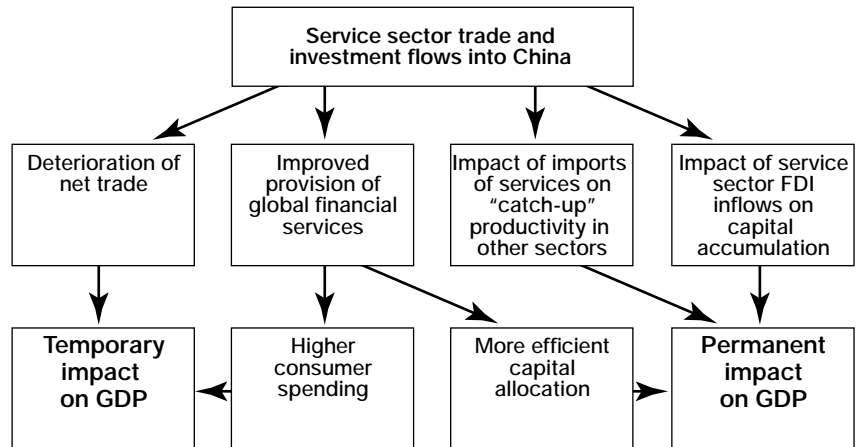 Service sector trade and
investment flows into China
Deterioration of
net trade
Improved
provision of
global financial
services
Impact of imports
of services on
“catch-up”
productivity in
other sectors
Impact of service
sector FDI
inflows on
capital
accumulation
Temporary
impact
on GDP
Higher
consumer
spending
More efficient
capital
allocation
Permanent
impact
on GDP